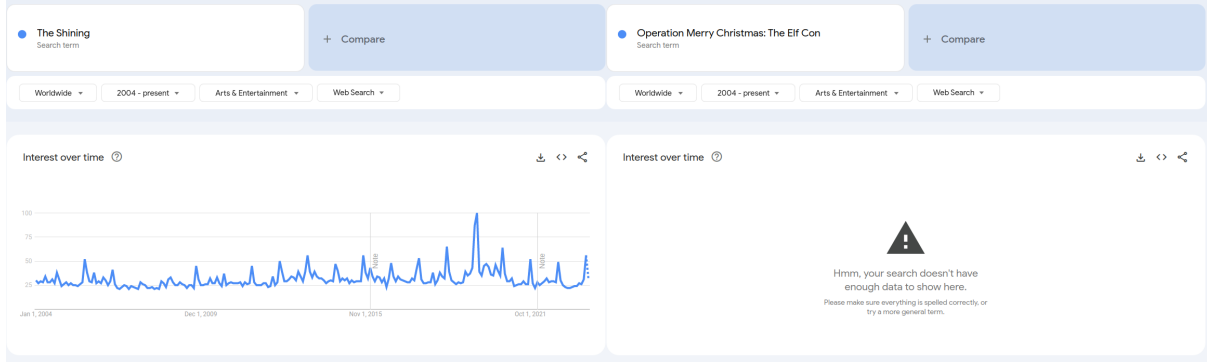 The Shining
Search term
+ Compare
Operation Merry Christmas: The Elf Con
Search term
+ Compare
Worldwide
2004 - present
Arts & Entertainment
Web Search
Worldwide
2004 - present
Arts & Entertainment
Web Search
Interest over time
Interest over time
100
75
50
25
Note
Note
Jan 1, 2004
Dec 1, 2009
Nov 1, 2015
Oct 1, 2021
Hmm, your search doesn't have
enough data to show here.
Please make sure everything is spelled correctly, or
try a more general term.